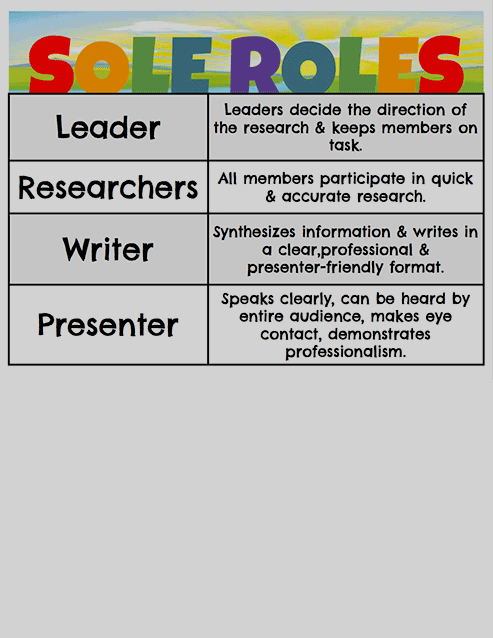 SOLE ROLES
Leader
Leaders decide the direction of
the research & keeps members on
task.
Researchers
All members participate in quick
& accurate research.
Writer
Synthesizes information & writes in
a clear,professional &
presenter-friendly format.
Presenter
Speaks clearly, can be heard by
entire audience, makes eye
contact, demonstrates
professionalism.